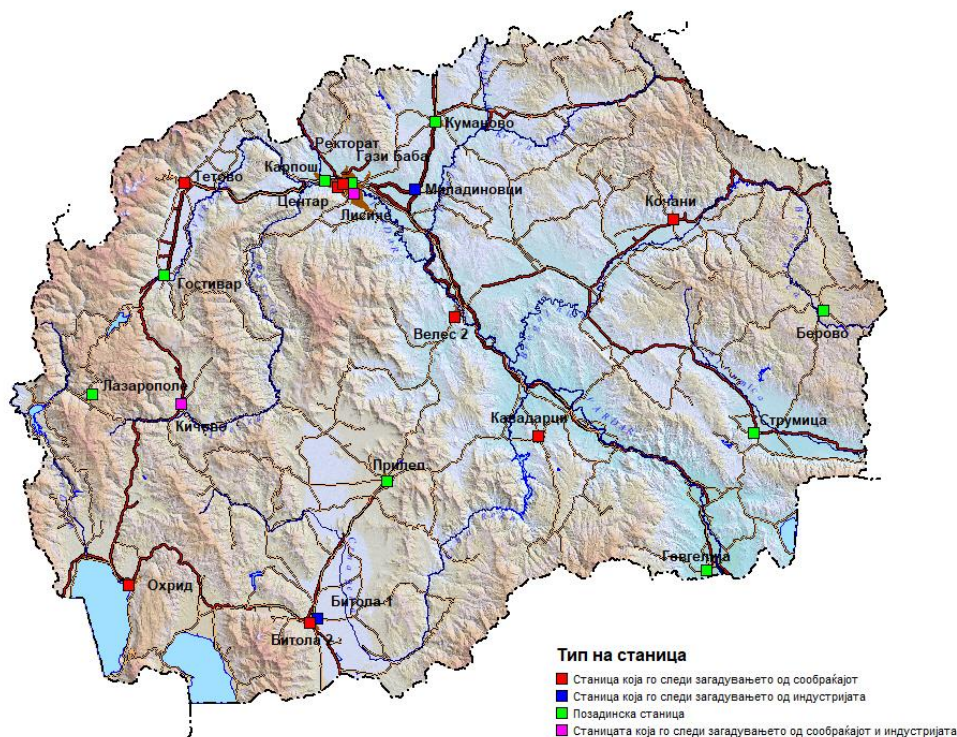 Куманово
Ректорат
Гази Баба
Карпош
Тетово
Миладиновци
Центар
Лисиче
Кочани
Гостивар
Велес 2
Берово
Лазарополе
Кичево
Кавадарци
Струмица
Прилеп
Гевгелија
Охрид
Битола 1
Битола 2
Тип на станица
Станица која го следи загадувањето од сообраќајот
Станица која го следи загадувањето од индустријата
Позадинска станица
Станицата која го следи загадувањето од сообраќајот и индустријата